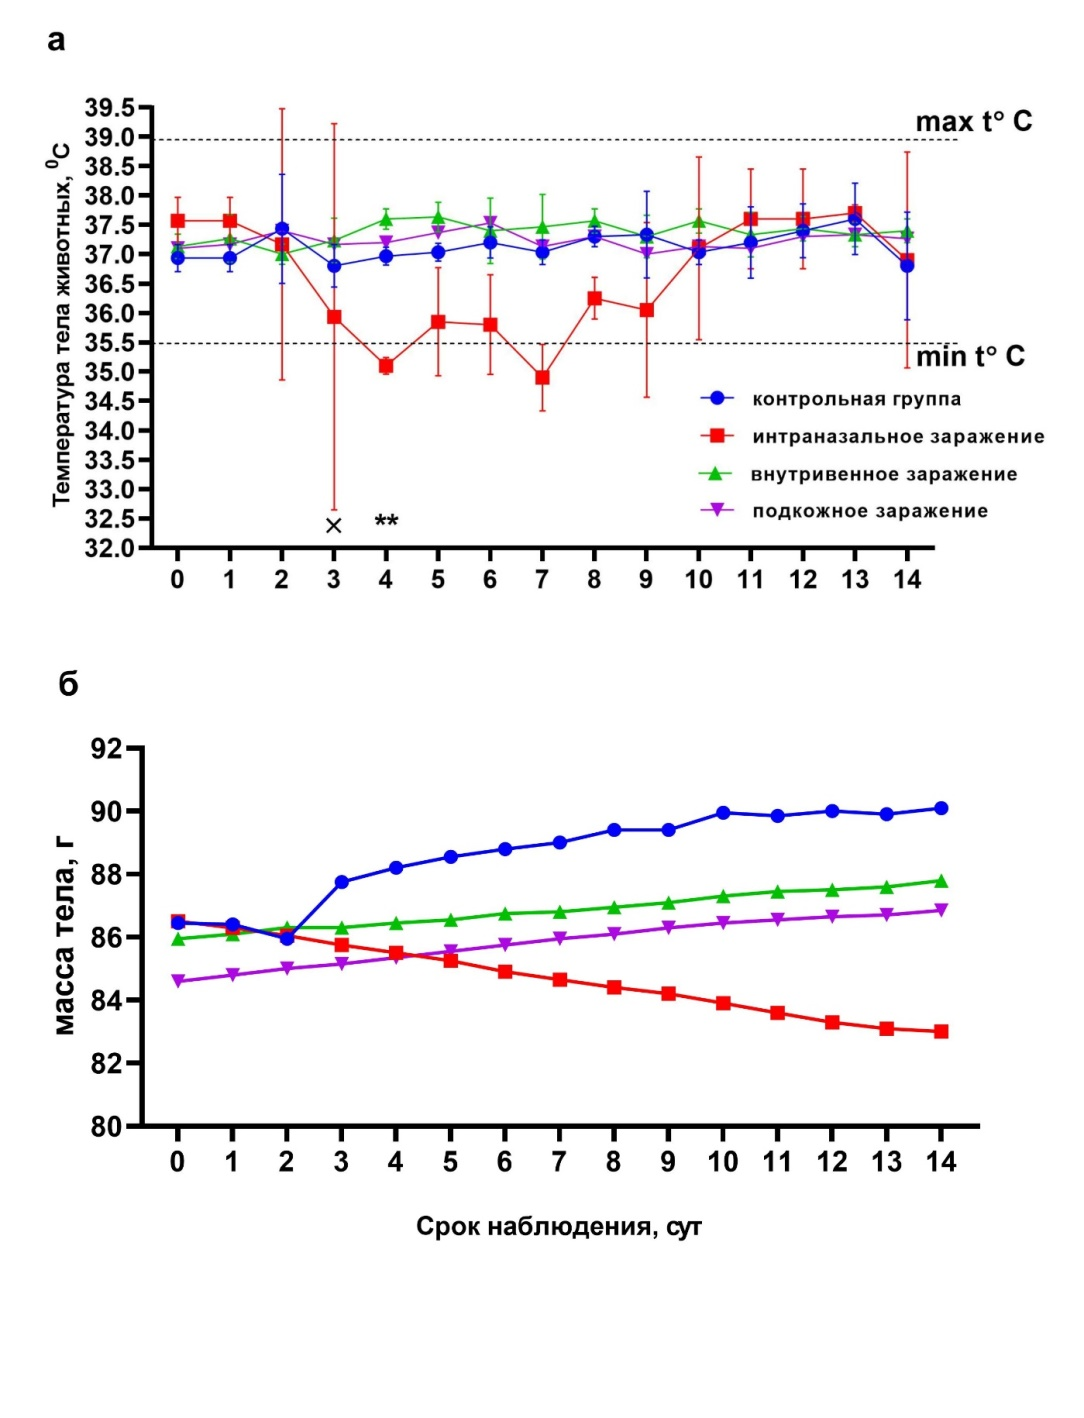 а
Температура тела животных, ⁰С
39.5
39.0
38.5
38.0
37.5
37.0
36.5
36.0
35.5
35.0
34.5
34.0
33.5
33.0
32.5
32.0
max t° C
min t° C
контрольная группа
интраназальное заражение
внутривенное заражение
подкожное заражение
× **
0 1 2 3 4 5 6 7 8 9 10 11 12 13 14
б
масса тела, г
92
90
88
86
84
82
80
0 1 2 3 4 5 6 7 8 9 10 11 12 13 14
Срок наблюдения, сут